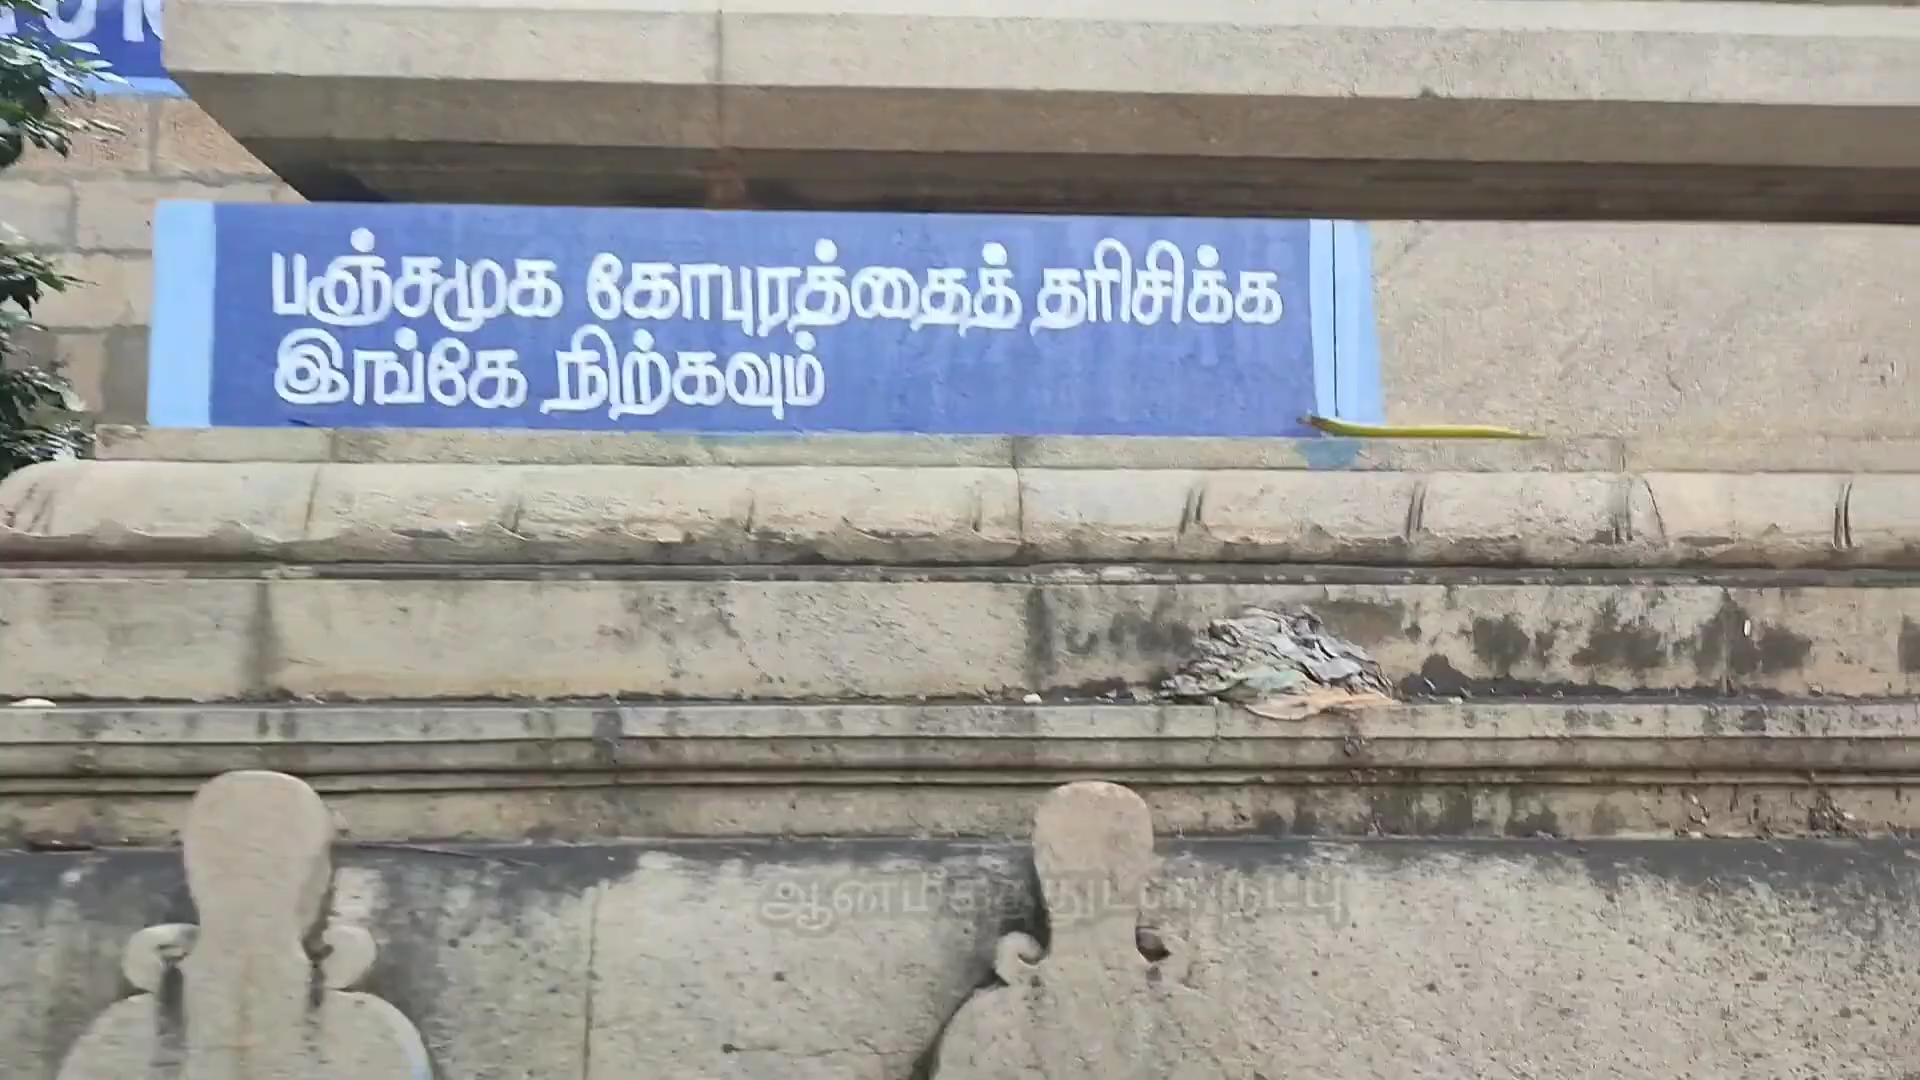 பஞ்சமுக கோபுரத்தைத் தரிசிக்க
இங்கே நிற்கவும்